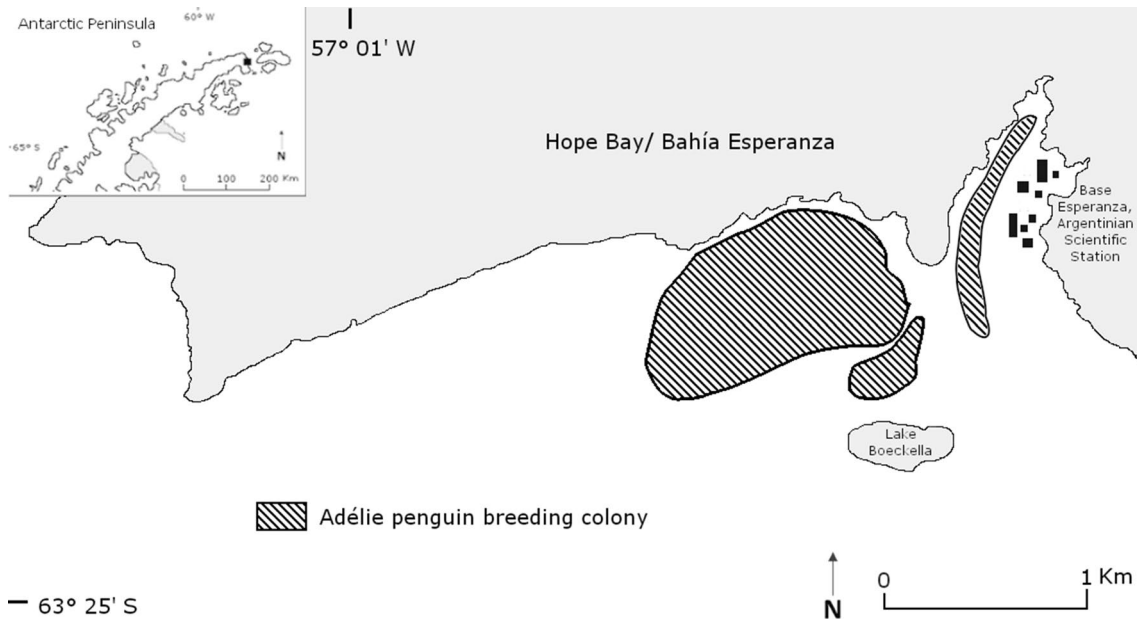 Antarctic Peninsula
60° W
57° 01' W
-65° S
N
0 100 200 Km
Hope Bay/ Bahía Esperanza
Base
Esperanza,
Argentinian
Scientific
Station
Lake
Boeckella
Adélie penguin breeding colony
N
0 1 Km
63° 25' S